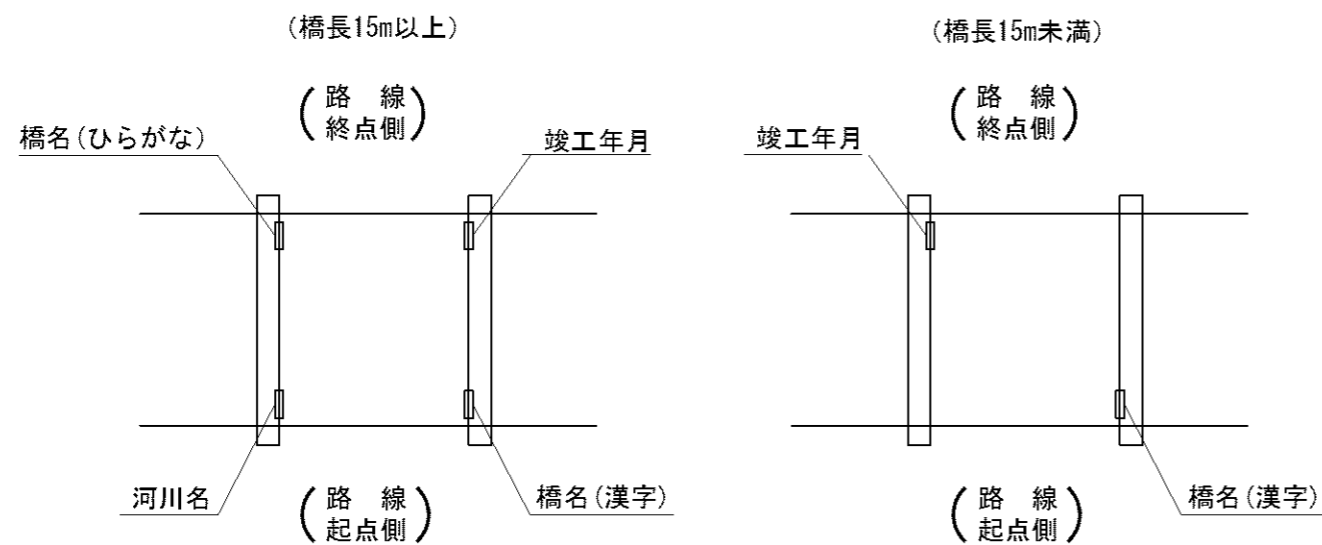 (橋長15m以上)
(路 線
終点側)
橋名(ひらがな)
竣工年月
河川名
(路 線
起点側)
橋名(漢字)
(橋長15m未満)
(路 線
終点側)
竣工年月
(路 線
起点側)
橋名(漢字)